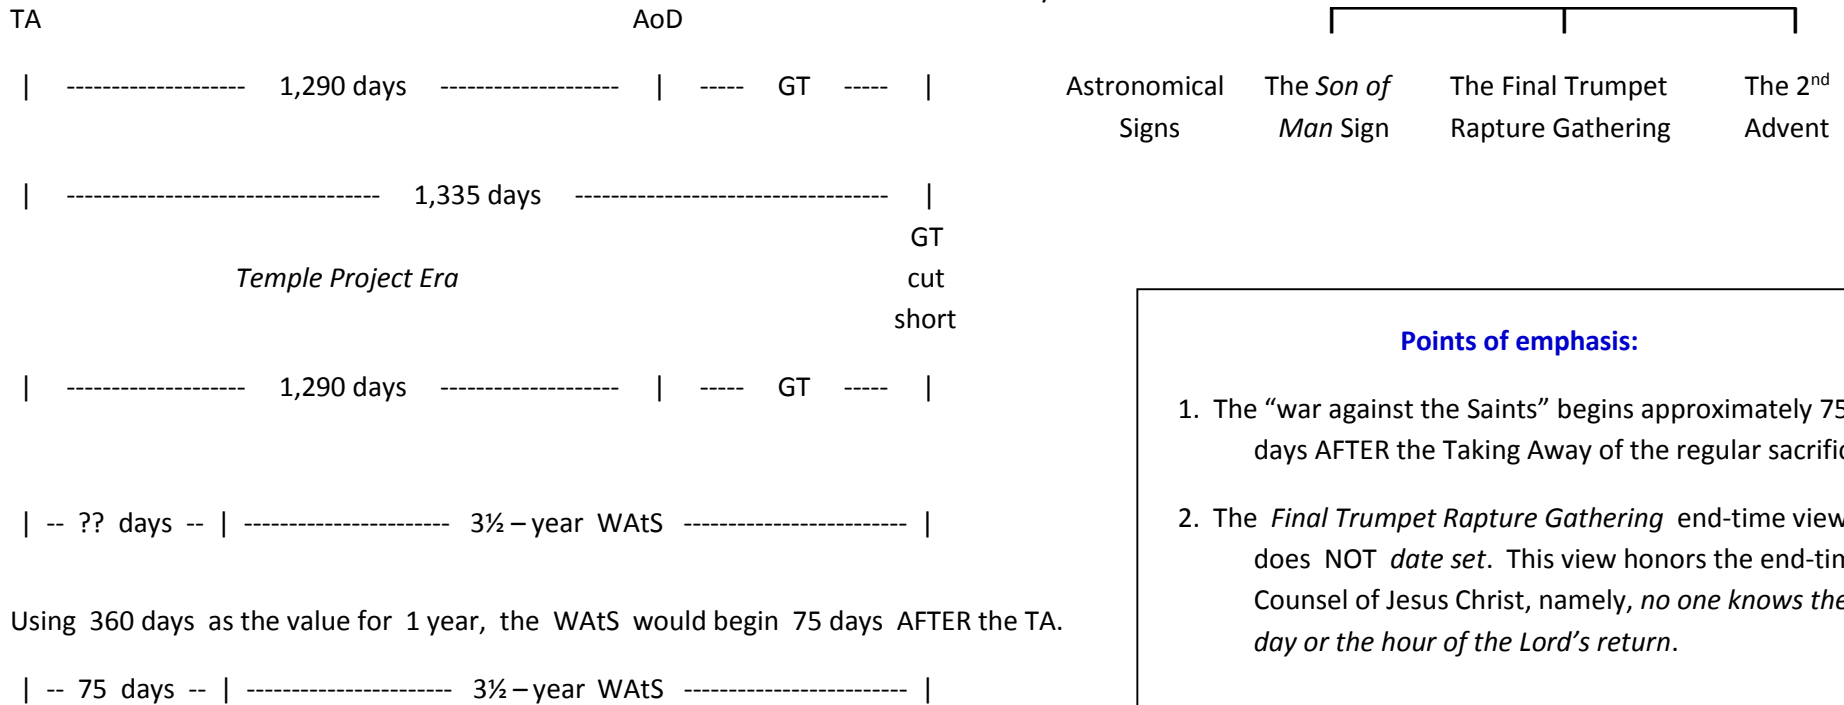 TA AoD
| ------------------- 1,290 days ------------------- | ----- GT ----- |
Astronomical The Son of The Final Trumpet The 2nd
Signs Man Sign Rapture Gathering Advent
| ---------------------------------- 1,335 days ---------------------------------- |
GT
Temple Project Era cut
short
| ------------------- 1,290 days ------------------- | ----- GT ----- |
| -- ?? days -- | ---------------------- 3½ – year WAtS ------------------------ |
Using 360 days as the value for 1 year, the WAtS would begin 75 days AFTER the TA.
| -- 75 days -- | ---------------------- 3½ – year WAtS ------------------------ |
Points of emphasis:
1. The “war against the Saints” begins approximately 75
days AFTER the Taking Away of the regular
2. The Final Trumpet Rapture Gathering end-time view
does NOT date set. This view honors the
Counsel of Jesus Christ, namely, no one knows the
day or the hour of the Lord’s return.